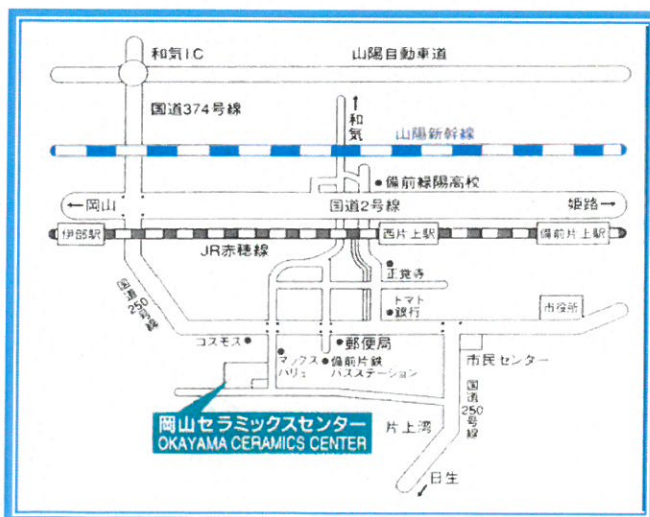 和気I.C
山陽自動車道
国道374号線
↑和気
山陽新幹線
備前緑陽高校
←岡山
国道2号線
姫路→
伊部駅
西片上駅
備前片上駅
JR赤穂線
正覚寺
国道250号線
トマト
銀行
市役所
コスモス
郵便局
マックス
バリュ
備前片鉄
バスステーション
市民センター
国道250号線
岡山セラミックスセンター
OKAYAMA CERAMICS CENTER
片上湾
日生